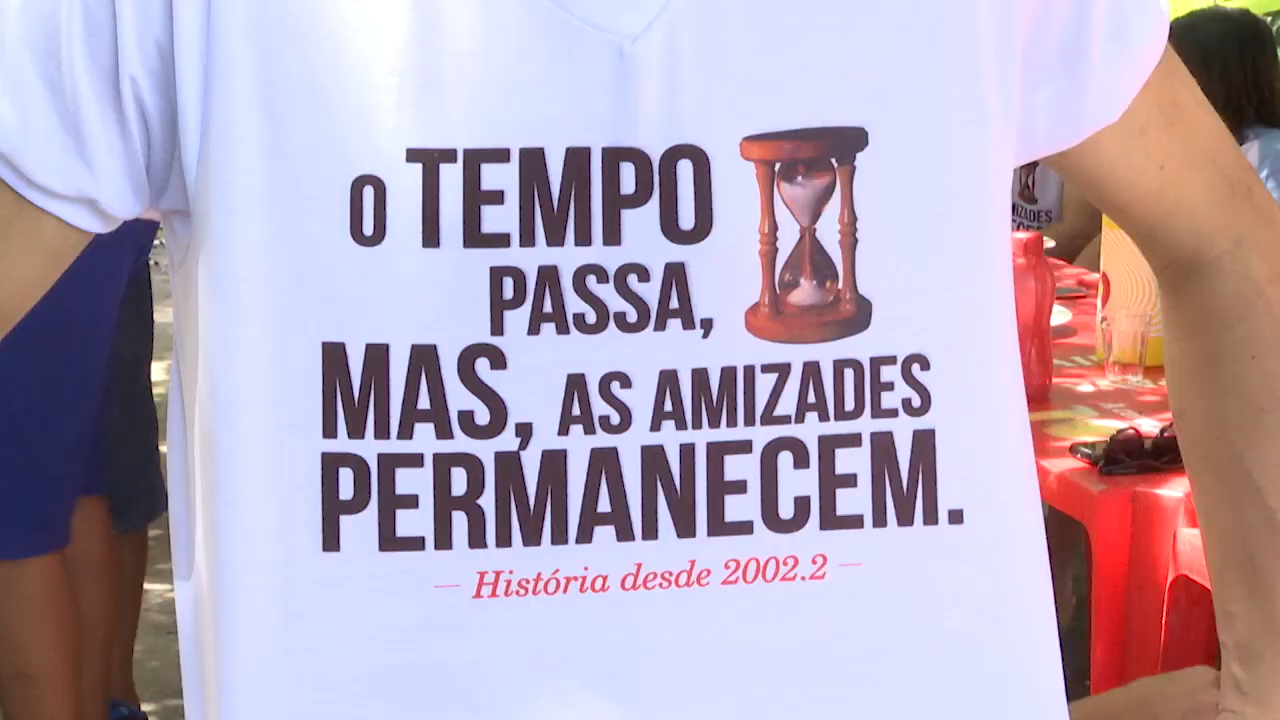 O TEMPO
PASSA,
MAS, AS AMIZADES
PERMANECEM.
— História desde 2002.2 —